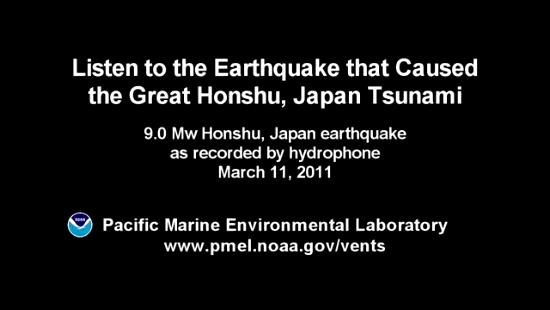 Listen to the Earthquake that Caused
the Great Honshu, Japan Tsunami
9.0 Mw Honshu, Japan earthquake
as recorded by hydrophone
March 11, 2011
NOAA
Pacific Marine Environmental Laboratory
www.pmel.noaa.gov/vents